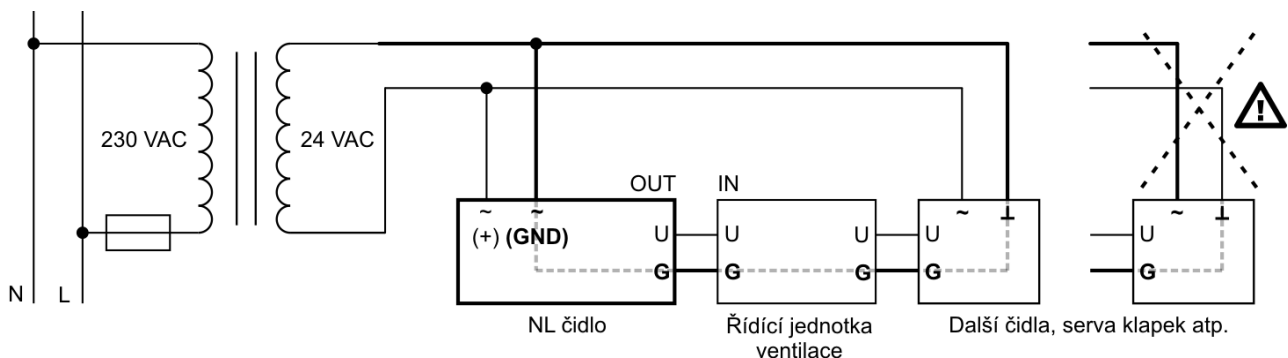 230 VAC
24 VAC
N
L
OUT
IN
~
~
(+) (GND)
U
G
U
G
U
G
~
⊥
U
G
~
⊥
U
G
!
NL čidlo
Řídící jednotka
ventilace
Další čidla, serva klapek atp.